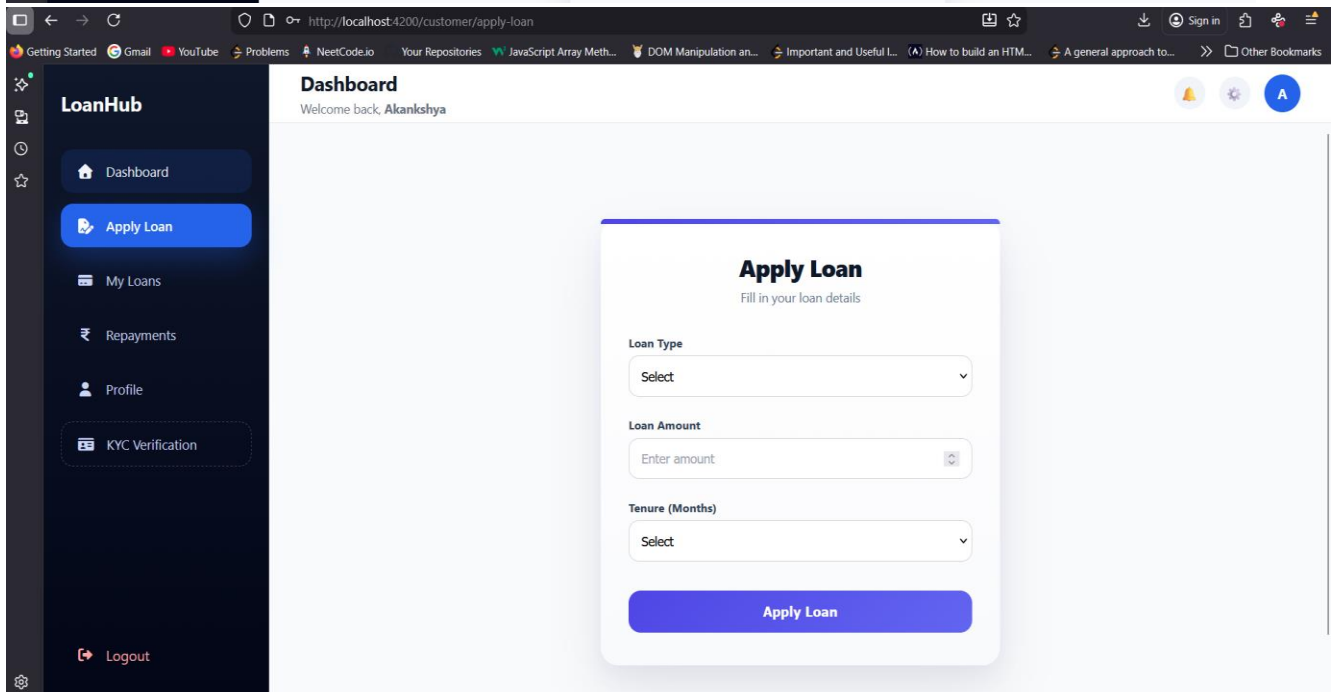 http://localhost:4200/customer/apply-loan
Sign in
Getting Started Gmail YouTube Problems NeetCode.io Your Repositories JavaScript Array Meth... DOM Manipulation an... Important and Useful l... How to build an HTM... A general approach to... Other Bookmarks
LoanHub
Dashboard
Apply Loan
My Loans
₹ Repayments
Profile
KYC Verification
Logout
Dashboard
Welcome back, Akankshya
A
Apply Loan
Fill in your loan details
Loan Type
Select
Loan Amount
Enter amount
Tenure (Months)
Select
Apply Loan